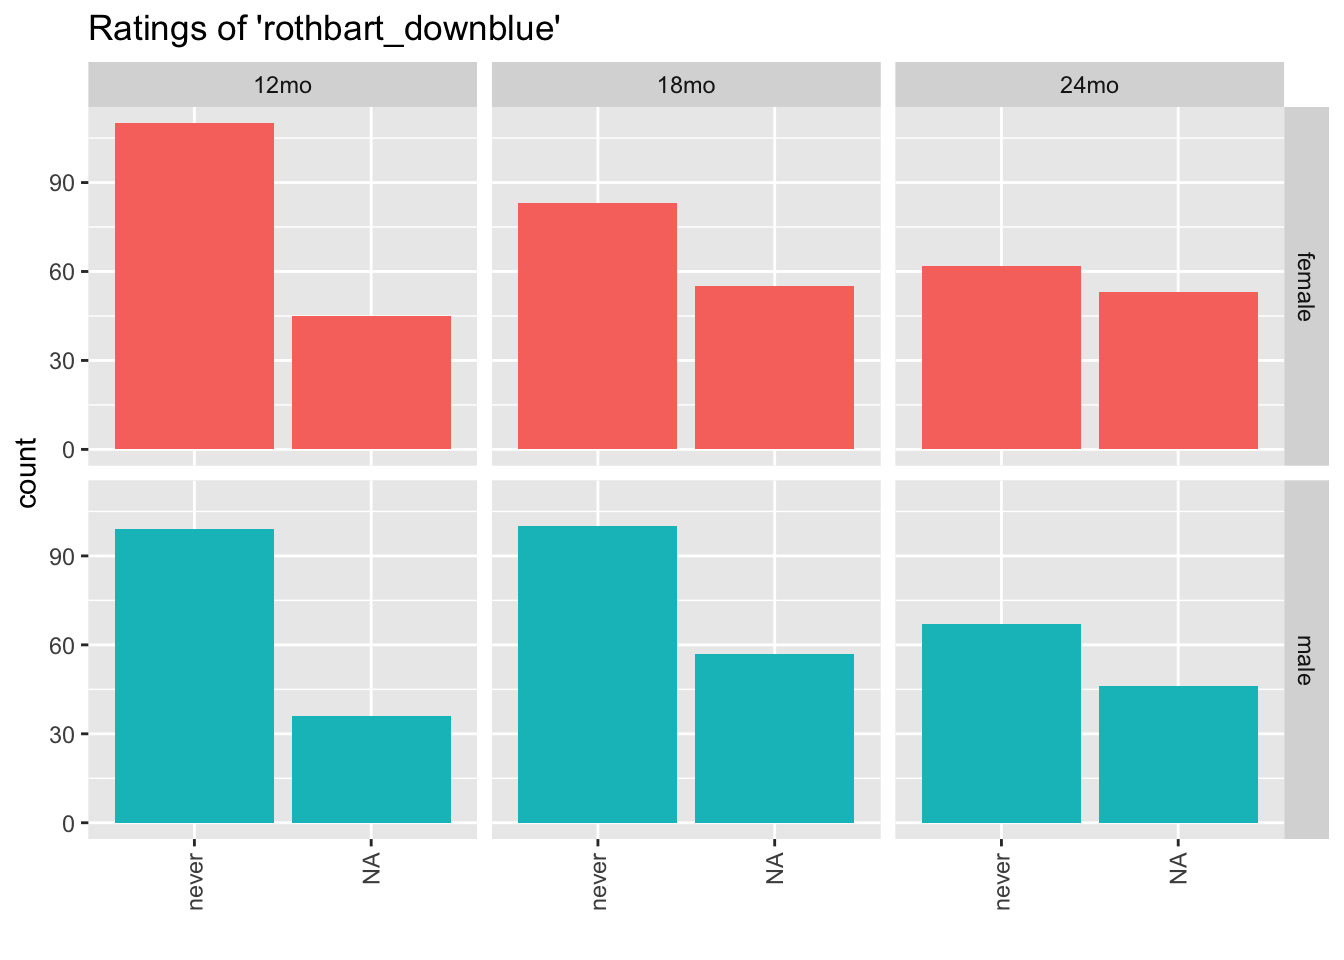 Ratings of 'rothbart_downblue'
12mo 18mo 24mo
90
60
30
0
female
count
90
60
30
0
male
never NA never NA never NA